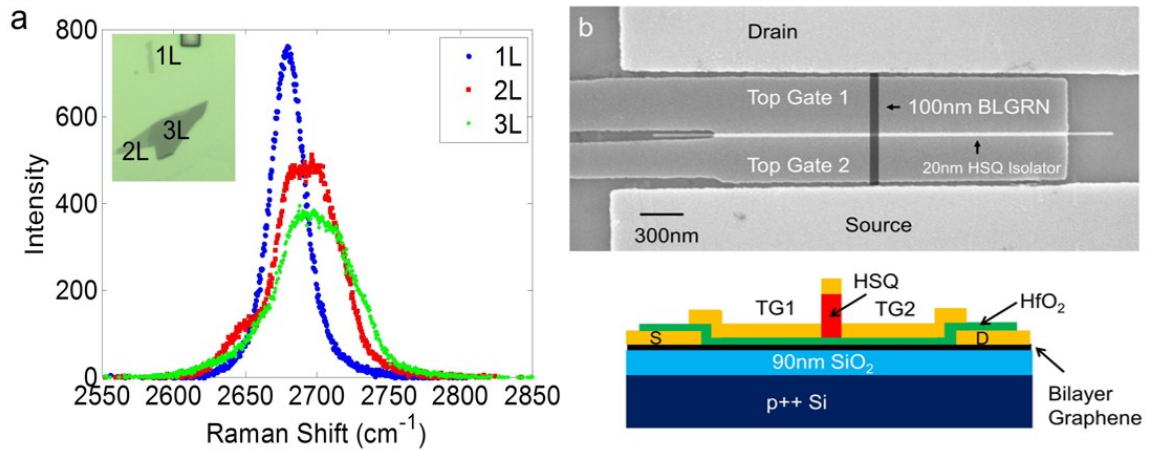 a
800
600
400
200
0
2550 2600 2650 2700 2750 2800 2850
Intensity
Raman Shift (cm⁻¹)
1L
3L
2L
1L
2L
3L
b
Drain
Top Gate 1
100nm BLGRN
Top Gate 2
20nm HSQ Isolator
300nm
Source
HSQ
TG1 TG2
HfO₂
S D
90nm SiO₂
p++ Si
Bilayer
Graphene